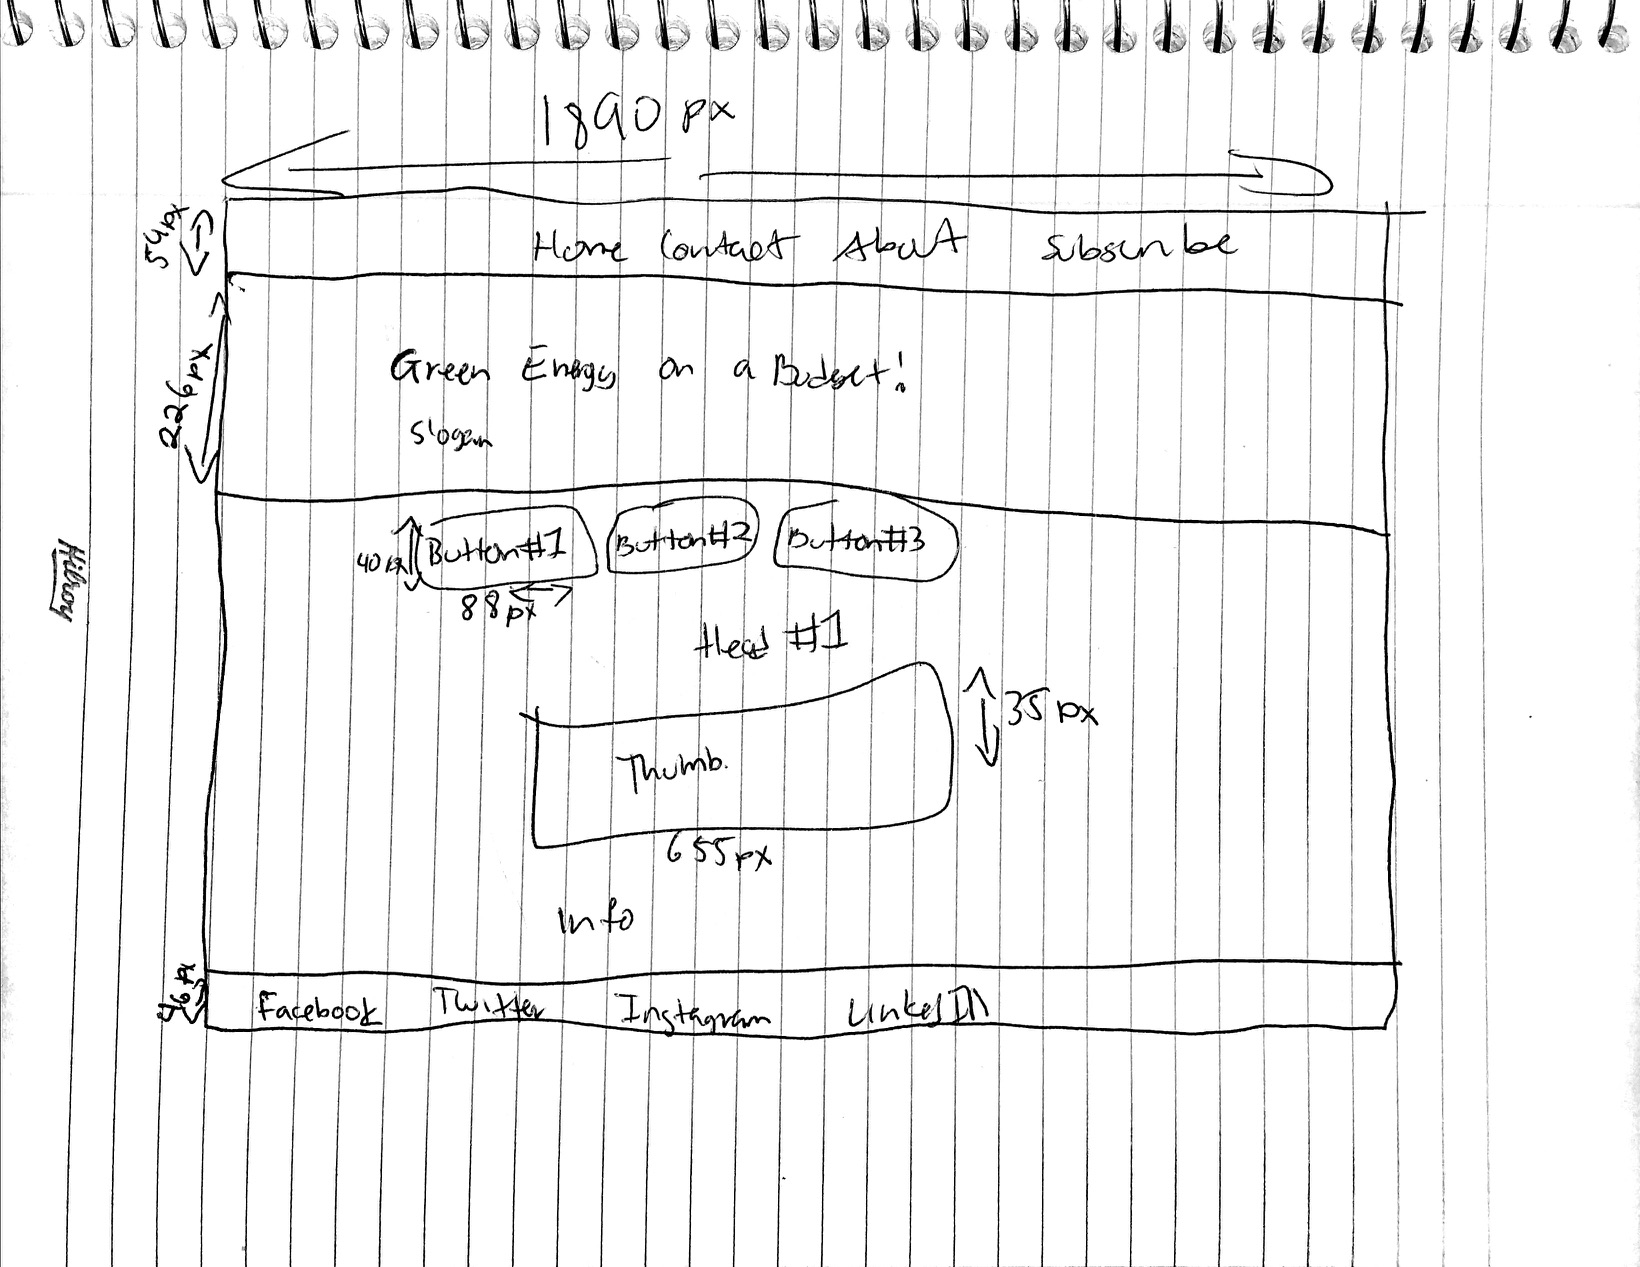 1890 px
54px
Home Contact About Subscribe
226px
Green Energy on a Budget!
Slogan
Button#1 Button#2 Button#3
40px
88px
Head #1
35px
Thumb.
655px
Info
46px
Facebook Twitter Instagram LinkedIn
Hilroy